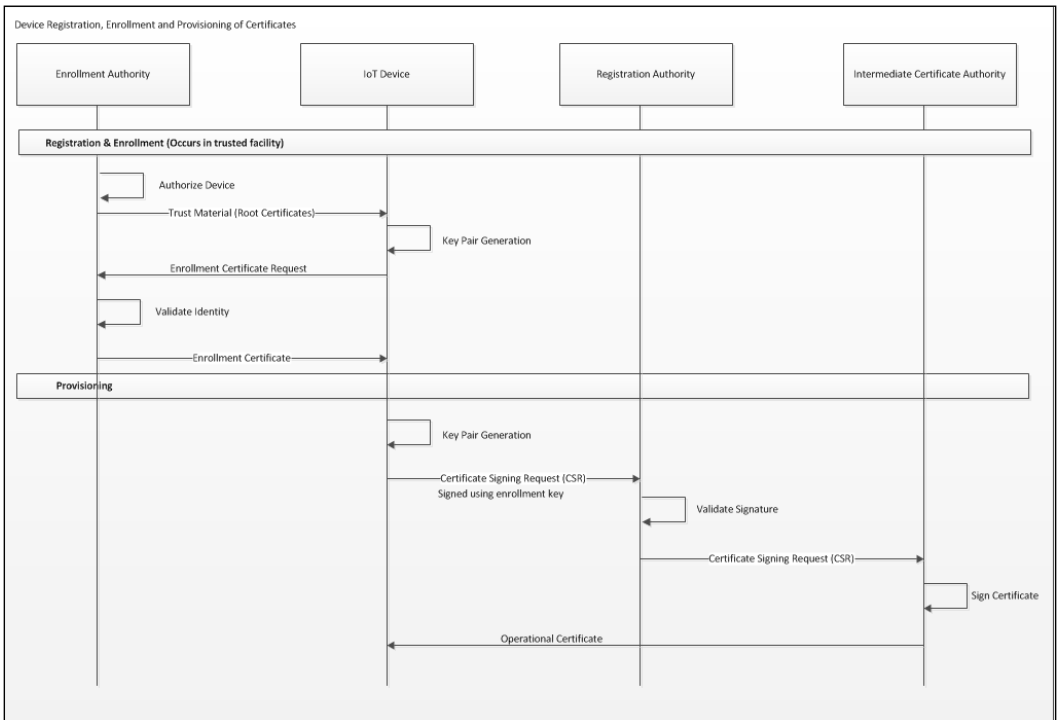 Device Registration, Enrollment and Provisioning of Certificates
Enrollment Authority
IoT Device
Registration Authority
Intermediate Certificate Authority
Registration & Enrollment (Occurs in trusted facility)
Authorize Device
Trust Material (Root Certificates)
Key Pair Generation
Enrollment Certificate Request
Validate Identity
Enrollment Certificate
Provisioning
Key Pair Generation
Certificate Signing Request (CSR)
Signed using enrollment key
Validate Signature
Certificate Signing Request (CSR)
Sign Certificate
Operational Certificate